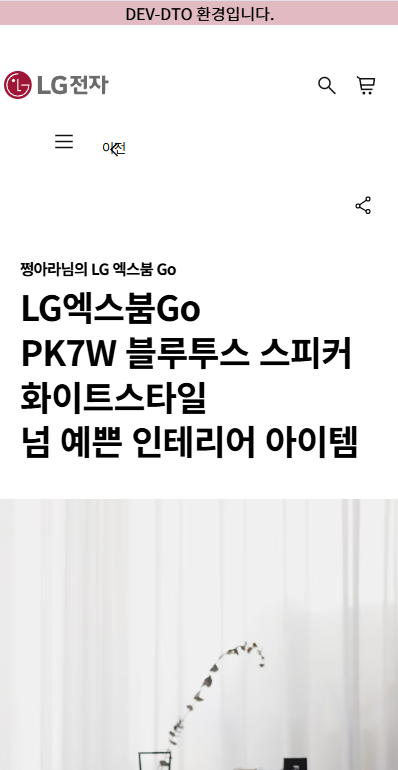 DEV-DTO 환경입니다.
LG전자
이전
쩡아라님의 LG 엑스붐 Go
LG엑스붐Go
PK7W 블루투스 스피커
화이트스타일
넘 예쁜 인테리어 아이템